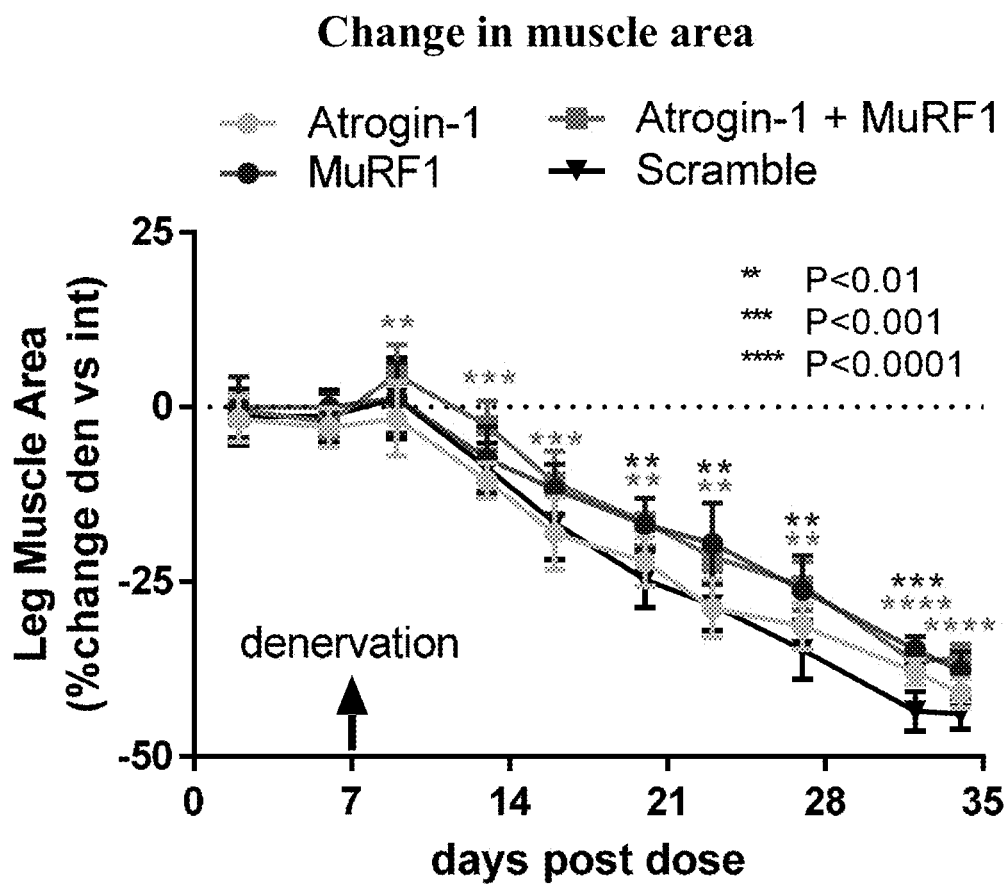 Change in muscle area
Atrogin-1
Atrogin-1 + MuRF1
MuRF1
Scramble
Leg Muscle Area
(%change den vs int)
25
0
-25
-50
** P<0.01
*** P<0.001
**** P<0.0001
**
***
***
**
**
**
**
**
**
***
****
****
denervation
0 7 14 21 28 35
days post dose